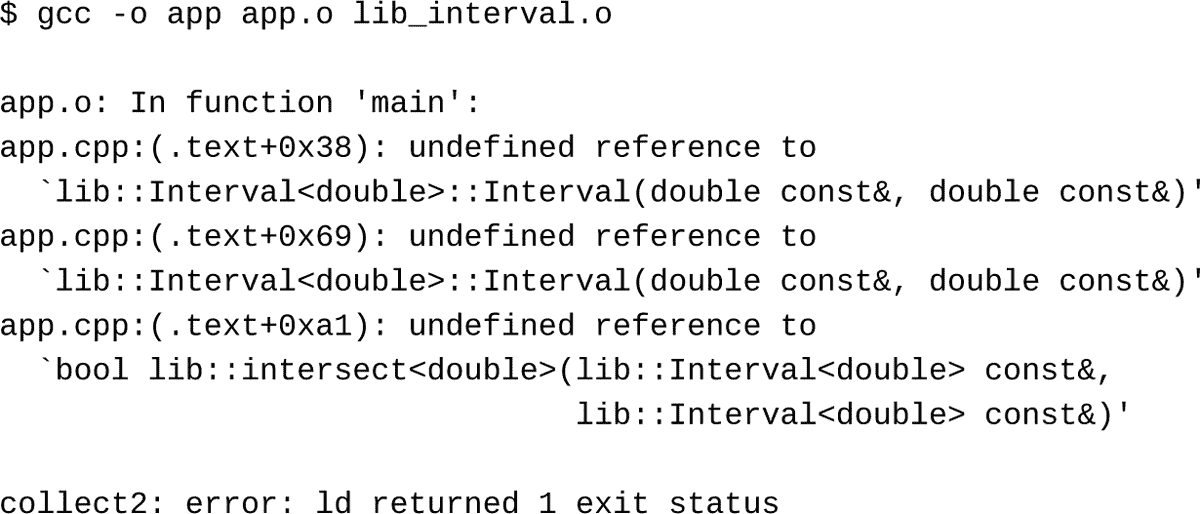 $ gcc -o app app.o lib_interval.o
app.o: In function 'main':
app.cpp:(.text+0x38): undefined reference to
`lib::Interval<double>::Interval(double const&, double const&)'
app.cpp:(.text+0x69): undefined reference to
`lib::Interval<double>::Interval(double const&, double const&)'
app.cpp:(.text+0xa1): undefined reference to
`bool lib::intersect<double>(lib::Interval<double> const&,
lib::Interval<double> const&)'
collect2: error: ld returned 1 exit status